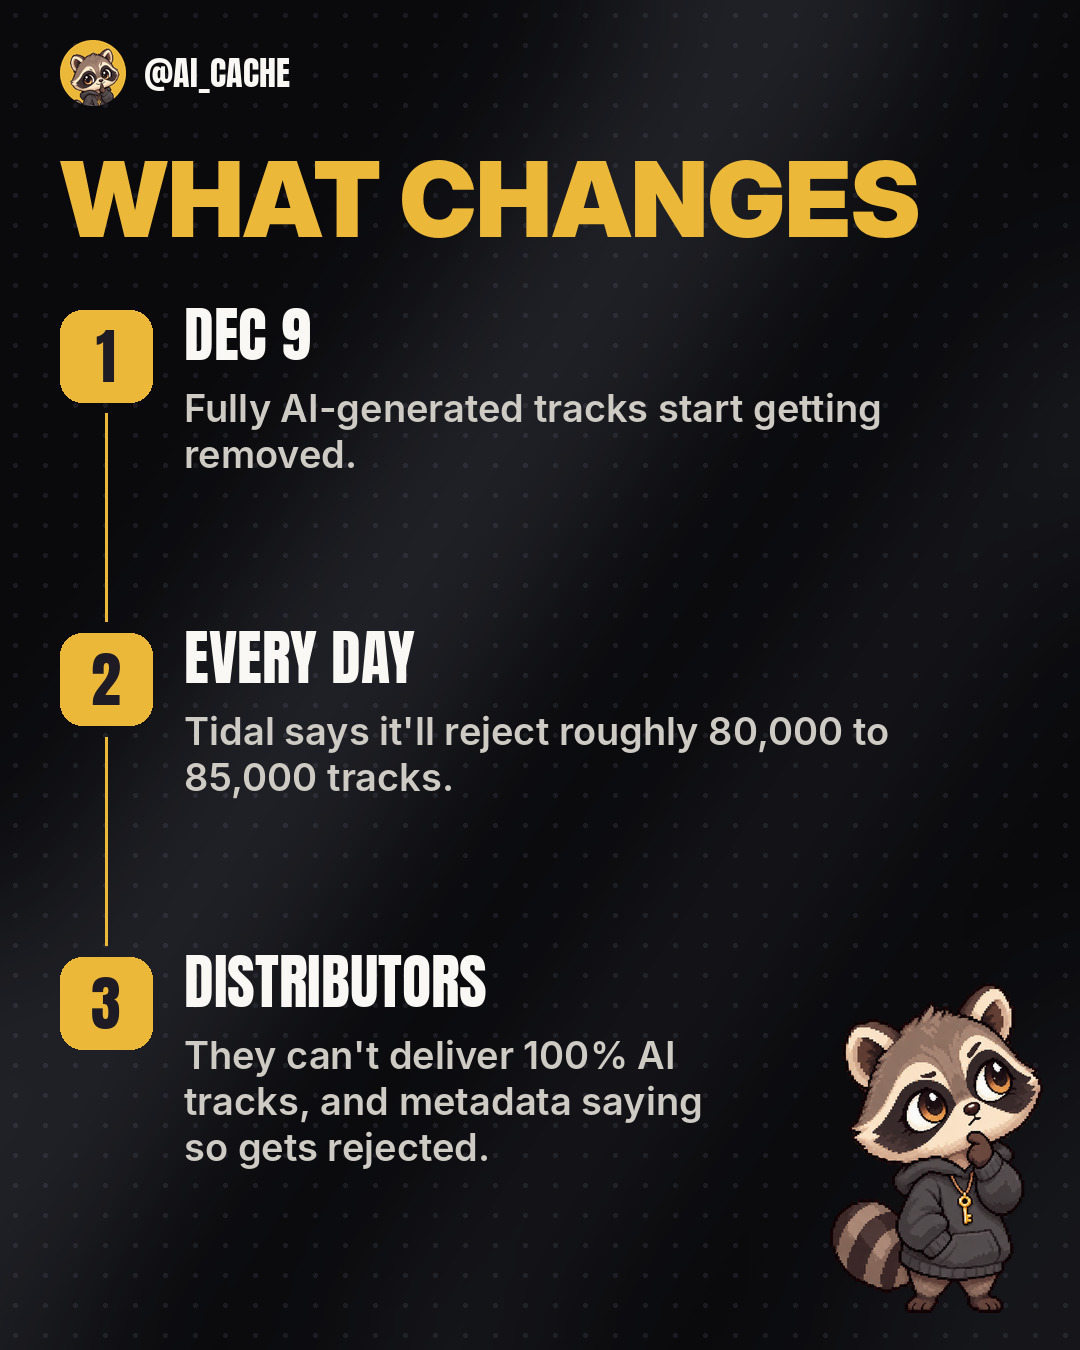 @AI_CACHE
WHAT CHANGES
1
DEC 9
Fully AI-generated tracks start getting
removed.
2
EVERY DAY
Tidal says it'll reject roughly 80,000 to
85,000 tracks.
3
DISTRIBUTORS
They can't deliver 100% AI
tracks, and metadata saying
so gets rejected.